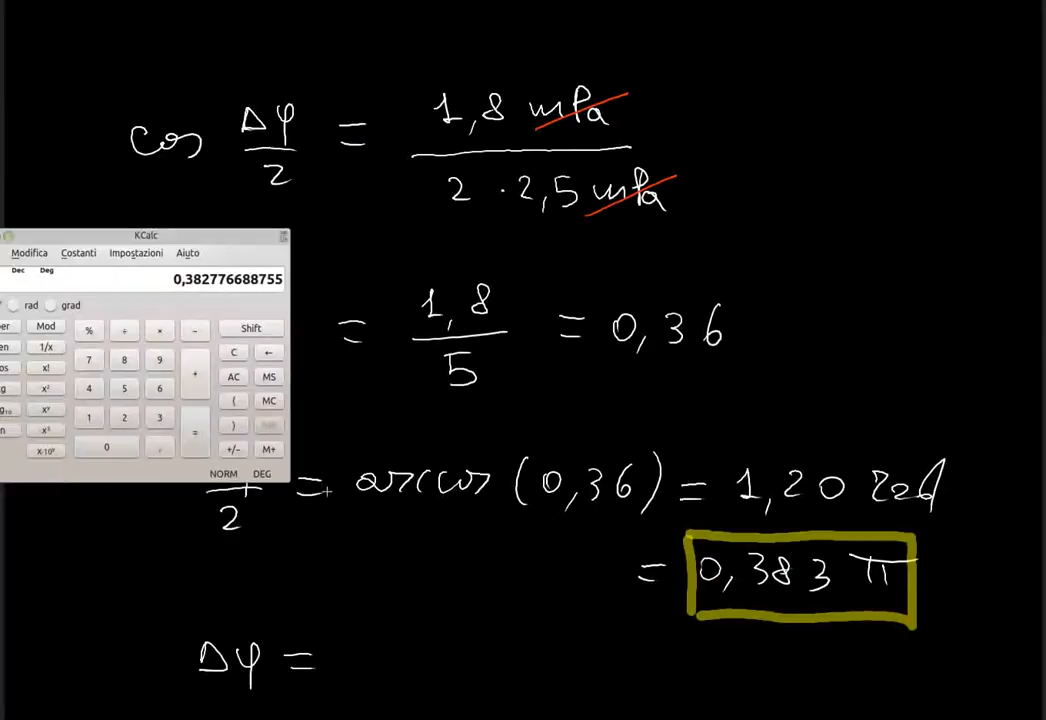 cos Δφ/2 = 1,8 mPa / 2 · 2,5 mPa
KCalc
Modifica Costanti Impostazioni Aiuto
Dec Deg
0,382776688755
rad grad
Mod % ÷ × − Shift
1/x C ←
x! 7 8 9 + AC MS
x² 4 5 6 ( MC
xʸ 1 2 3 = )
x³ 0 , +/- M+
X·10ʸ
NORM DEG
= 1,8 / 5 = 0,36
2 = arccos (0,36) = 1,20 rad
= 0,383 π
Δφ =